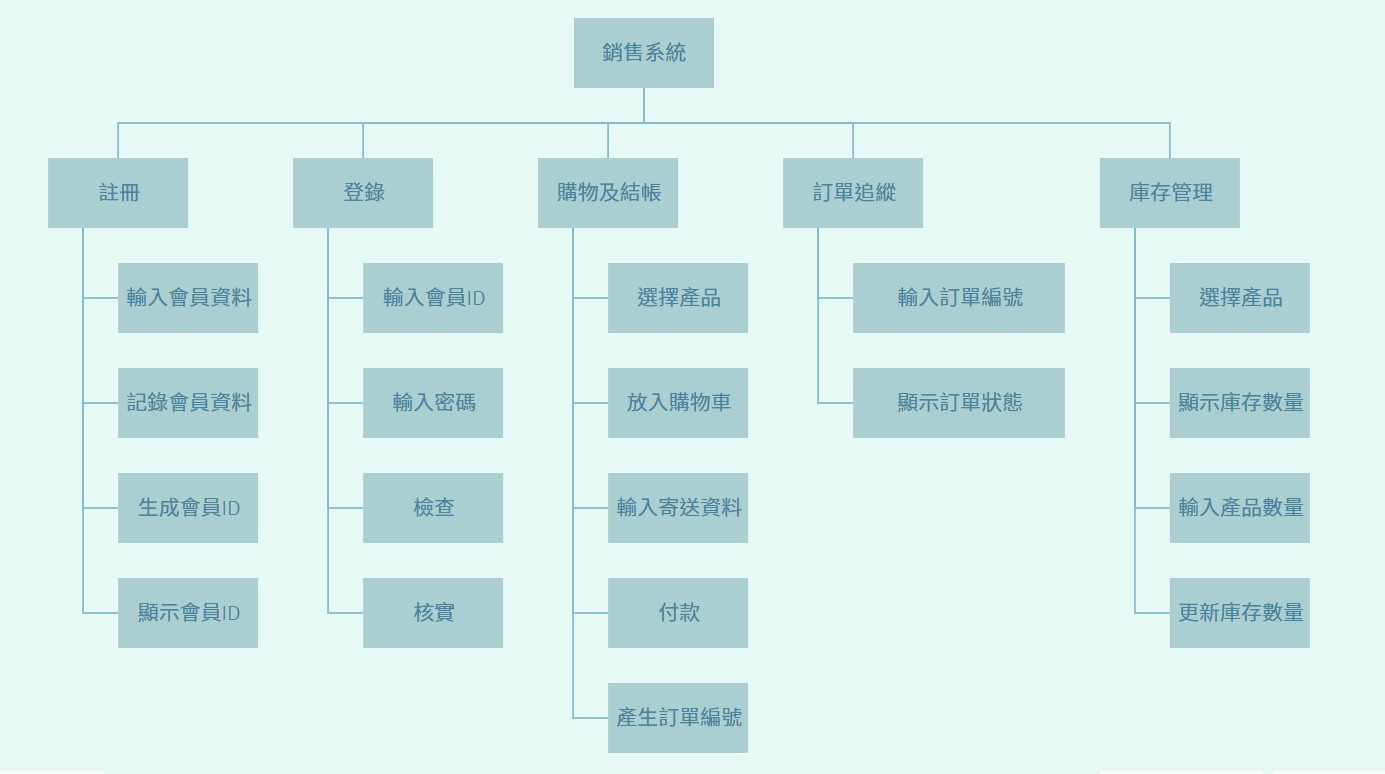 銷售系統
註冊
登錄
購物及結帳
訂單追縱
庫存管理
輸入會員資料
輸入會員ID
選擇產品
輸入訂單編號
選擇產品
記錄會員資料
輸入密碼
放入購物車
顯示訂單狀態
顯示庫存數量
生成會員ID
檢查
輸入寄送資料
輸入產品數量
顯示會員ID
核實
付款
更新庫存數量
產生訂單編號